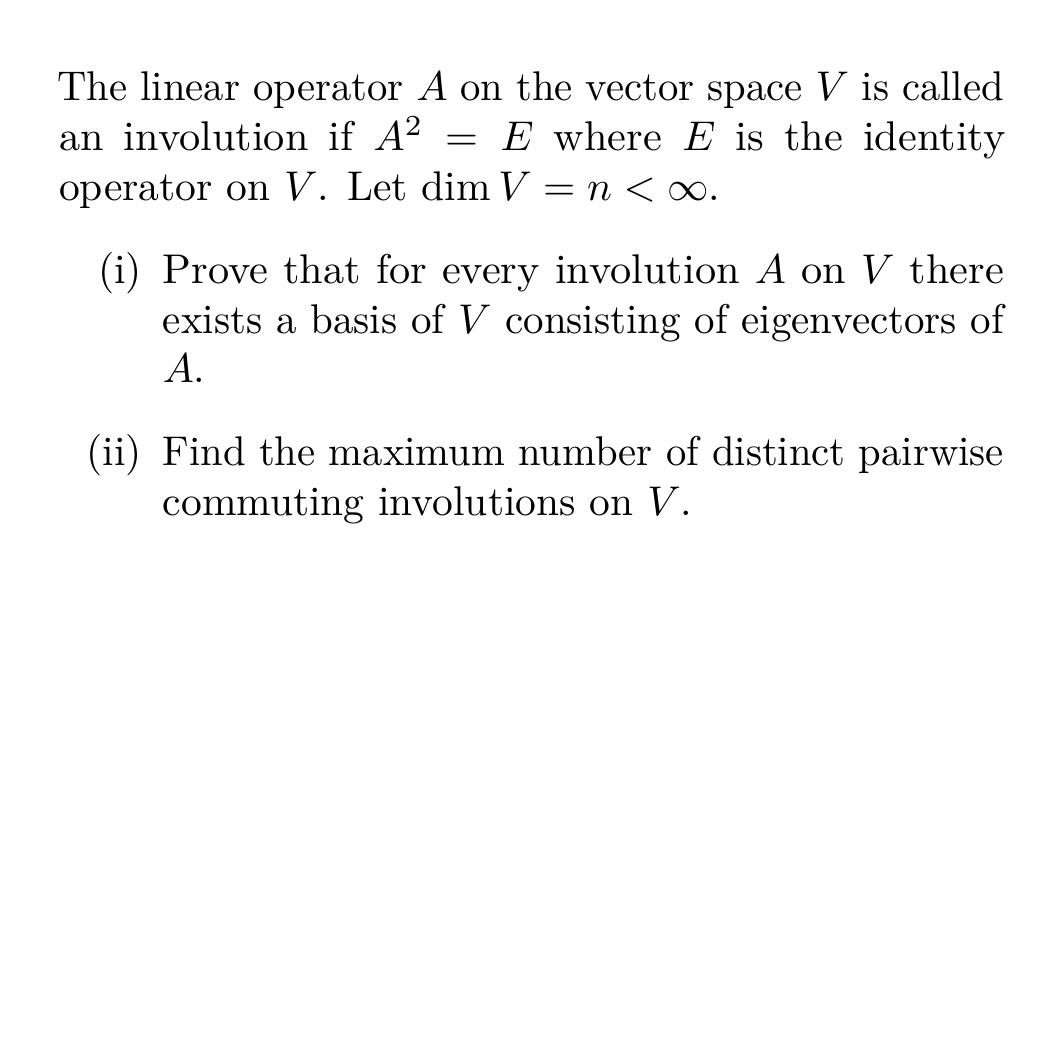 The linear operator A on the vector space V is called
an involution if A² = E where E is the identity
operator on V. Let dim V = n < ∞.
(i) Prove that for every involution A on V there
exists a basis of V consisting of eigenvectors of
A.
(ii) Find the maximum number of distinct pairwise
commuting involutions on V.